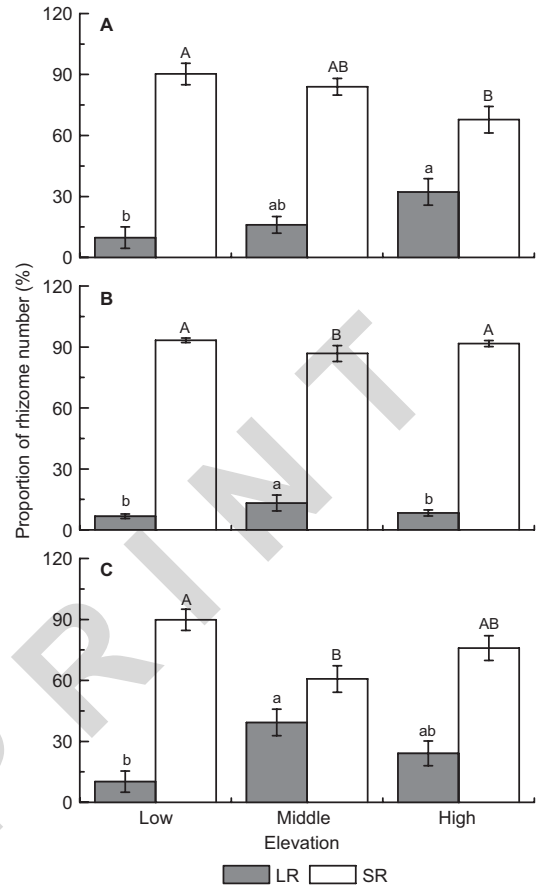 Proportion of rhizome number (%)
A
120
90
60
30
0
b
A
ab
AB
a
B
B
120
90
60
30
0
b
A
a
B
b
A
C
120
90
60
30
0
b
A
a
B
ab
AB
Low Middle High
Elevation
LR SR
PRINT